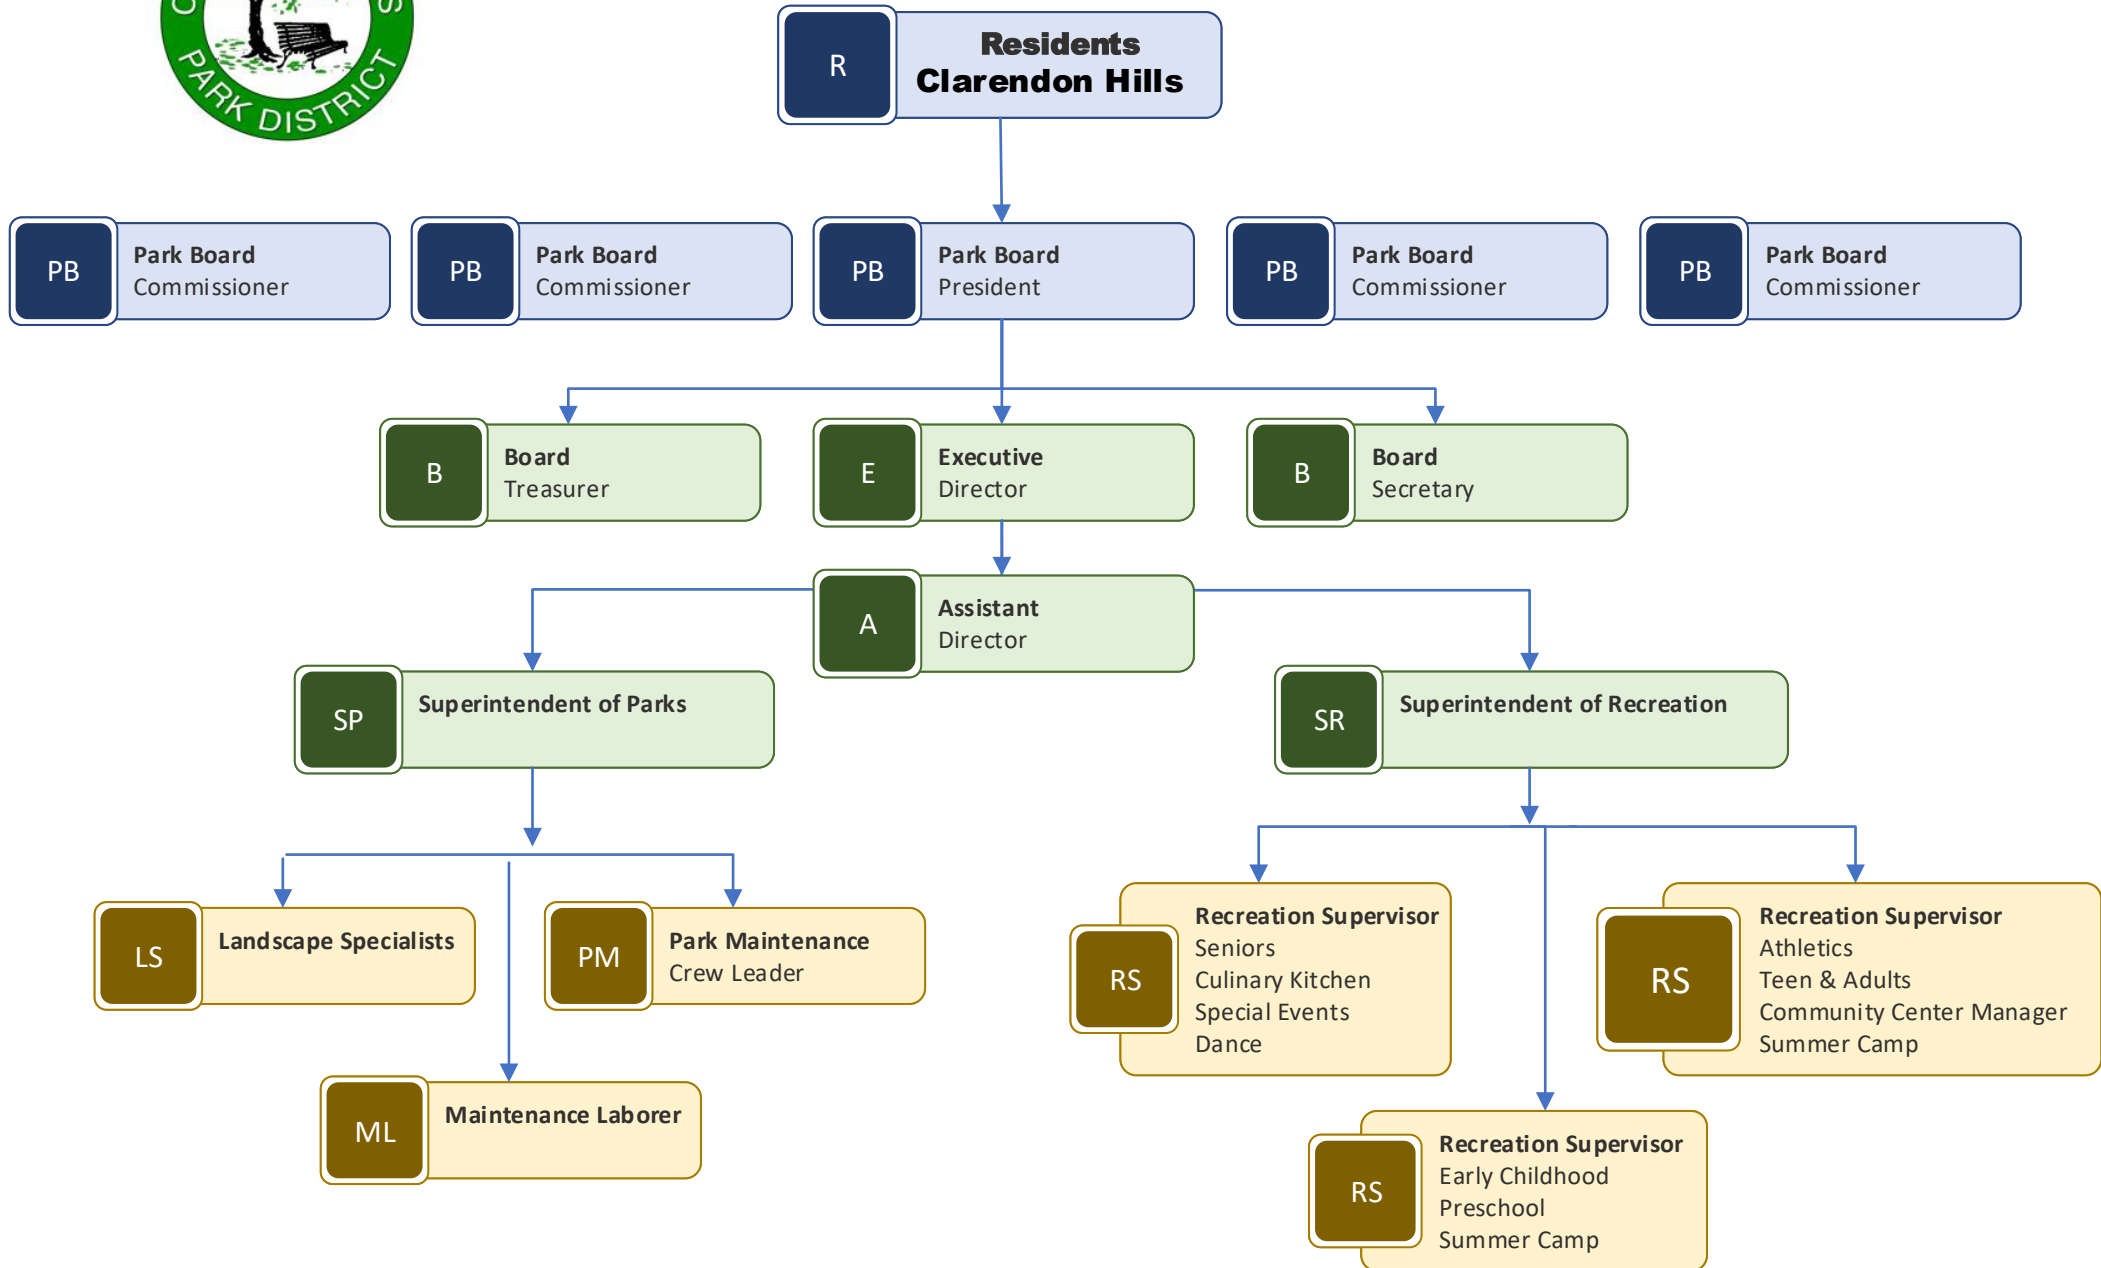 PARK DISTRICT
R
Residents
Clarendon Hills
PB
Park Board
Commissioner
PB
Park Board
Commissioner
PB
Park Board
President
PB
Park Board
Commissioner
PB
Park Board
Commissioner
B
Board
Treasurer
E
Executive
Director
B
Board
Secretary
A
Assistant
Director
SP
Superintendent of Parks
SR
Superintendent of Recreation
LS
Landscape Specialists
PM
Park Maintenance
Crew Leader
ML
Maintenance Laborer
RS
Recreation Supervisor
Seniors
Culinary Kitchen
Special Events
Dance
RS
Recreation Supervisor
Athletics
Teen & Adults
Community Center Manager
Summer Camp
RS
Recreation Supervisor
Early Childhood
Preschool
Summer Camp